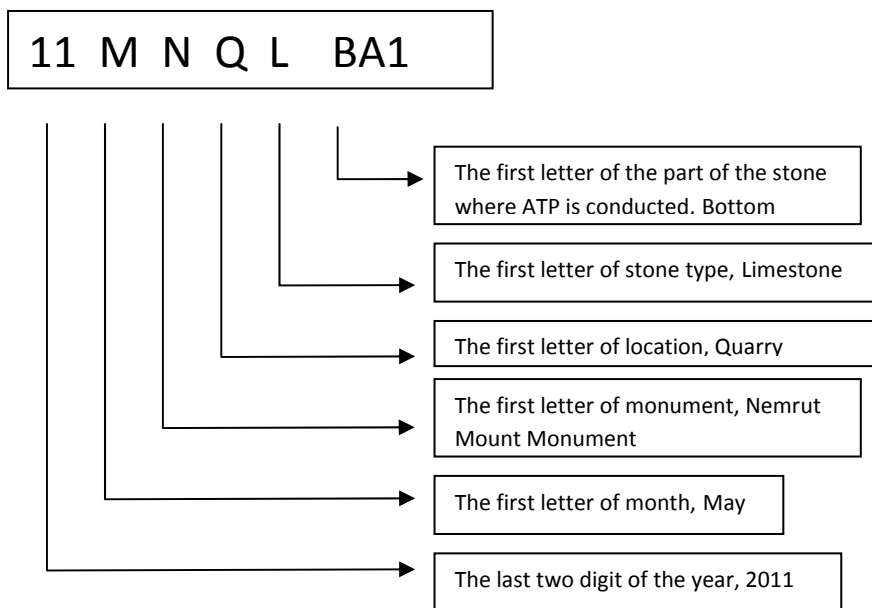 11 M N Q L BA1
The first letter of the part of the stone
where ATP is conducted. Bottom
The first letter of stone type, Limestone
The first letter of location, Quarry
The first letter of monument, Nemrut
Mount Monument
The first letter of month, May
The last two digit of the year, 2011